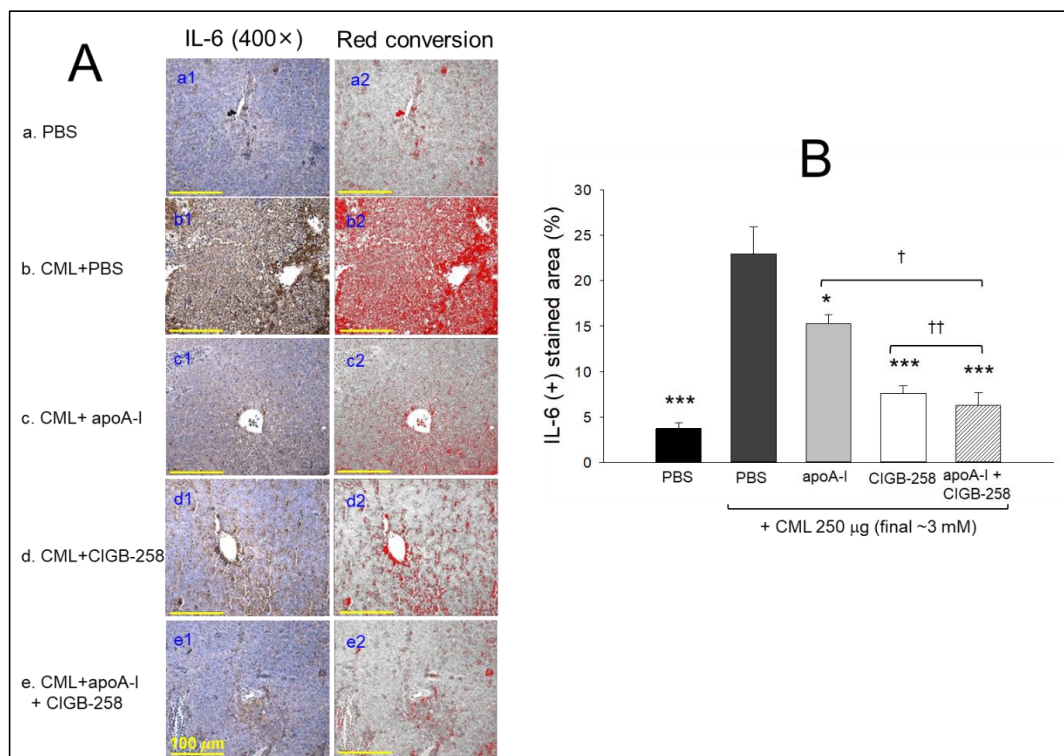 A
IL-6 (400×)
Red conversion
a. PBS
a1
a2
b. CML+PBS
b1
b2
c. CML+ apoA-I
c1
c2
d. CML+CIGB-258
d1
d2
e. CML+apoA-I
+ CIGB-258
e1
e2
100 μm
B
IL-6 (+) stained area (%)
30
25
20
15
10
5
0
***
*
***
***
†
††
PBS
PBS
apoA-I
CIGB-258
apoA-I +
CIGB-258
+ CML 250 μg (final ~3 mM)